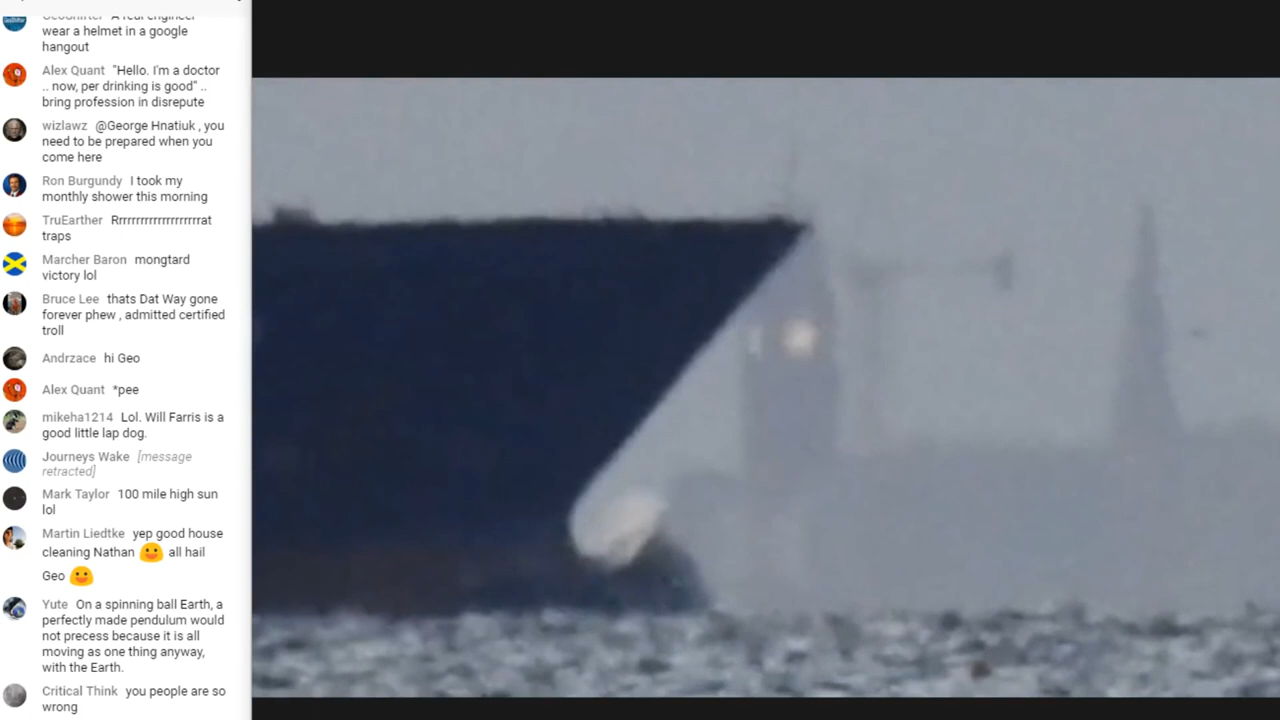 GeoShifter A real engineer
wear a helmet in a google
hangout
Alex Quant "Hello. I'm a doctor
.. now, per drinking is good" ..
bring profession in disrepute
wizlawz @George Hnatiuk , you
need to be prepared when you
come here
Ron Burgundy I took my
monthly shower this morning
TruEarther Rrrrrrrrrrrrrrrrrrrrat
traps
Marcher Baron mongtard
victory lol
Bruce Lee thats Dat Way gone
forever phew , admitted certified
troll
Andrzace hi Geo
Alex Quant *pee
mikeha1214 Lol. Will Farris is a
good little lap dog.
Journeys Wake [message
retracted]
Mark Taylor 100 mile high sun
lol
Martin Liedtke yep good house
cleaning Nathan all hail
Geo
Yute On a spinning ball Earth, a
perfectly made pendulum would
not precess because it is all
moving as one thing anyway,
with the Earth.
Critical Think you people are so
wrong